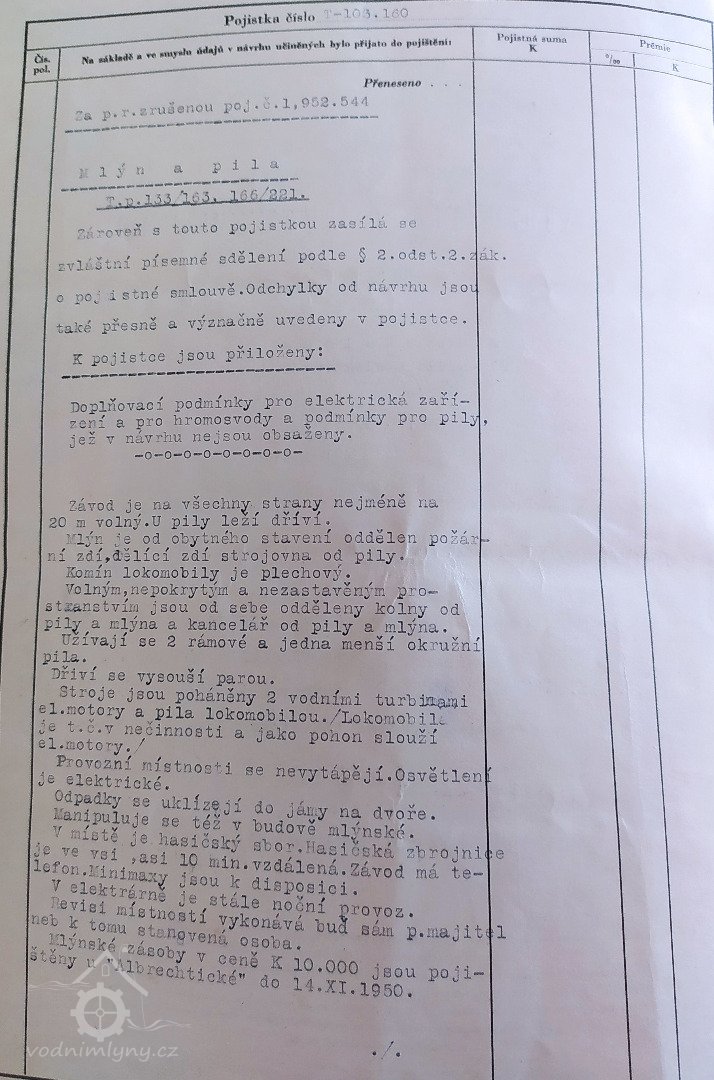 Pojistka číslo T-103.160
Čís. pol.
Na základě a ve smyslu údajů v návrhu učiněných bylo přijato do pojištění:
Pojistná suma K
Prémie
‰
K
Přeneseno . . .
Za p.r.zrušenou poj.č.1,952.544
Mlýn a pila
T.p.133/163. 166/221.
Zároveň s touto pojistkou zasílá se
zvláštní písemné sdělení podle § 2.odst.2.zák.
o pojistné smlouvě.Odchylky od návrhu jsou
také přesně a význačně uvedeny v pojistce.
K pojistce jsou přiloženy:
Doplňovací podmínky pro elektrická zaří-
zení a pro hromosvody a podmínky pro pily,
jež v návrhu nejsou obsaženy.
-o-o-o-o-o-o-o-o-
Závod je na všechny strany nejméně na
20 m volný.U pily leží dříví.
Mlýn je od obytného stavení oddělen požár-
ní zdí,dělící zdí strojovna od pily.
Komín lokomobily je plechový.
Volným,nepokrytým a nezastavěným pro-
stranstvím jsou od sebe odděleny kolny od
pily a mlýna a kancelář od pily a mlýna.
Užívají se 2 rámové a jedna menší okružní
pila.
Dříví se vysouší parou.
Stroje jsou poháněny 2 vodními turbinami
el.motory a pila lokomobilou./Lokomobila
je t.č.v nečinnosti a jako pohon slouží
el.motory./
Provozní místnosti se nevytápějí.Osvětlení
je elektrické.
Odpadky se uklízejí do jámy na dvoře.
Manipuluje se též v budově mlýnské.
V místě je hasičský sbor.Hasičská zbrojnice
je ve vsi ,asi 10 min.vzdálená.Závod má te-
lefon.Minimaxy jsou k disposici.
V elektrárně je stále noční provoz.
Revisi místností vykonává buď sám p.majitel
neb k tomu stanovená osoba.
Mlýnské zásoby v ceně K 10.000 jsou poji-
štěny u "Albrechtické" do 14.XI.1950.
./.
vodnimlyny.cz